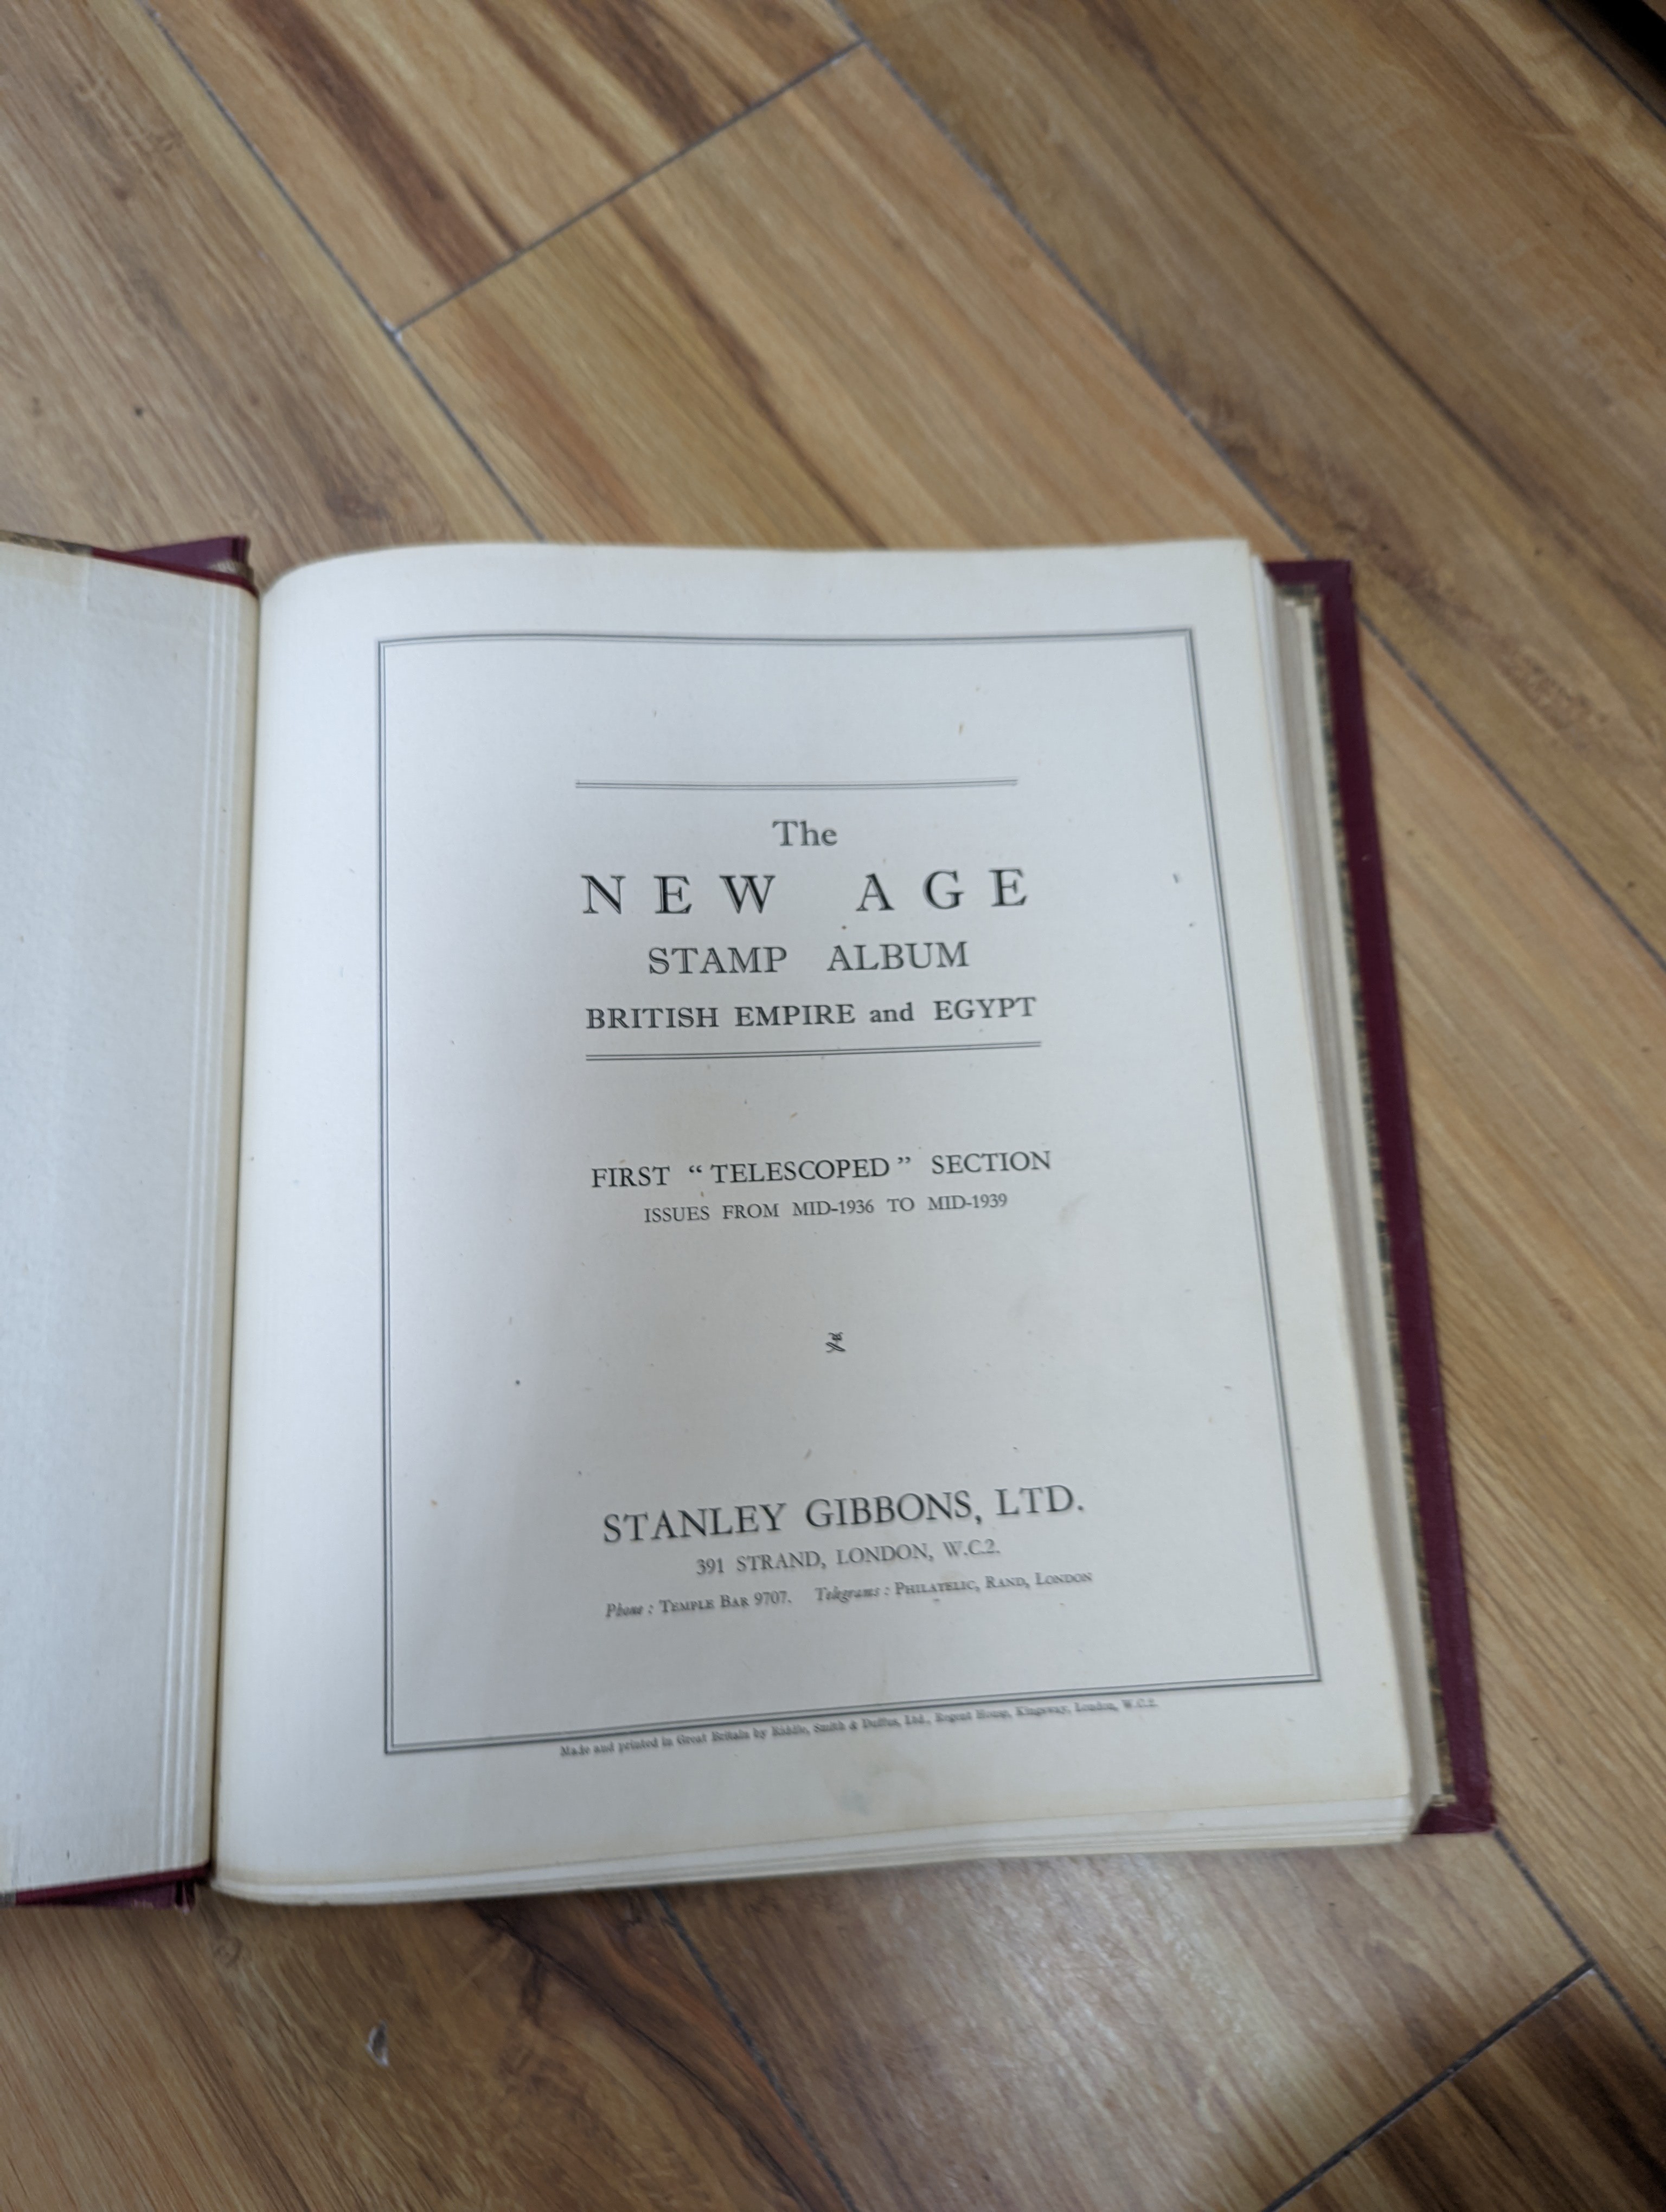 The
NEW AGE
STAMP ALBUM
BRITISH EMPIRE and EGYPT
FIRST “TELESCOPED” SECTION
ISSUES FROM MID-1936 TO MID-1939
STANLEY GIBBONS, LTD.
391 STRAND, LONDON, W.C.2.
Phone : TEMPLE BAR 9707. Telegrams : PHILATELIC, RAND, LONDON
Made and printed in Great Britain by Riddle, Smith & Duffus, Ltd., Regent House, Kingsway, London, W.C.2.